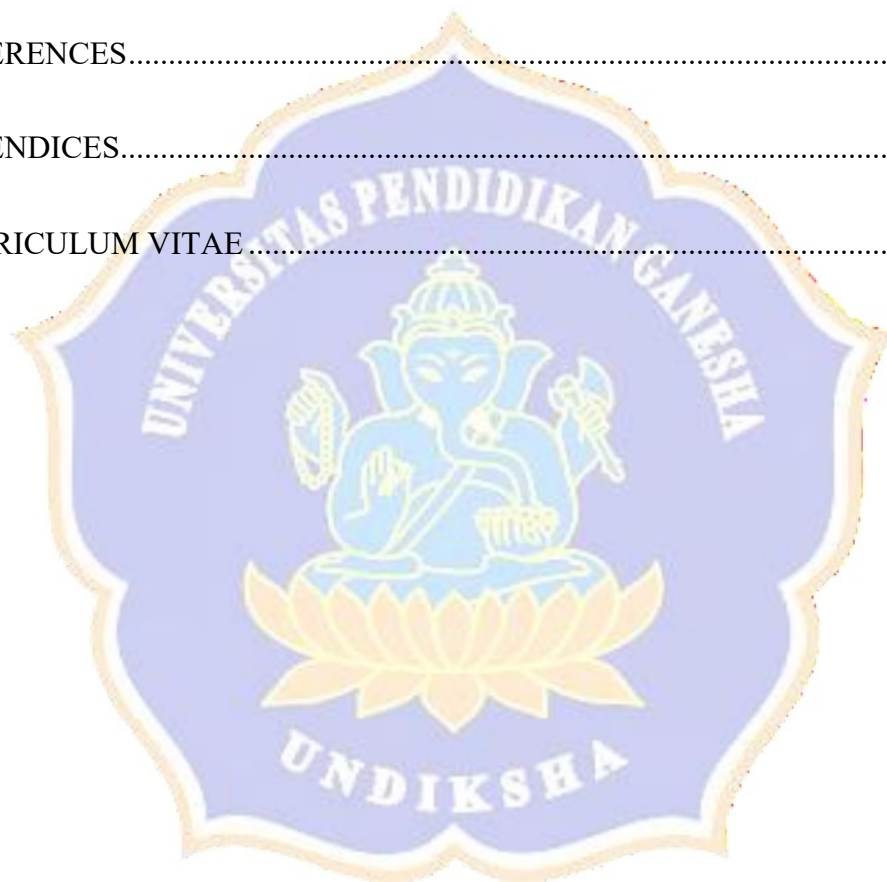 ERENCES
ENDICES
RICULUM VITAE
UNIVERSITAS PENDIDIKAN GANESHA
UNDIKSHA